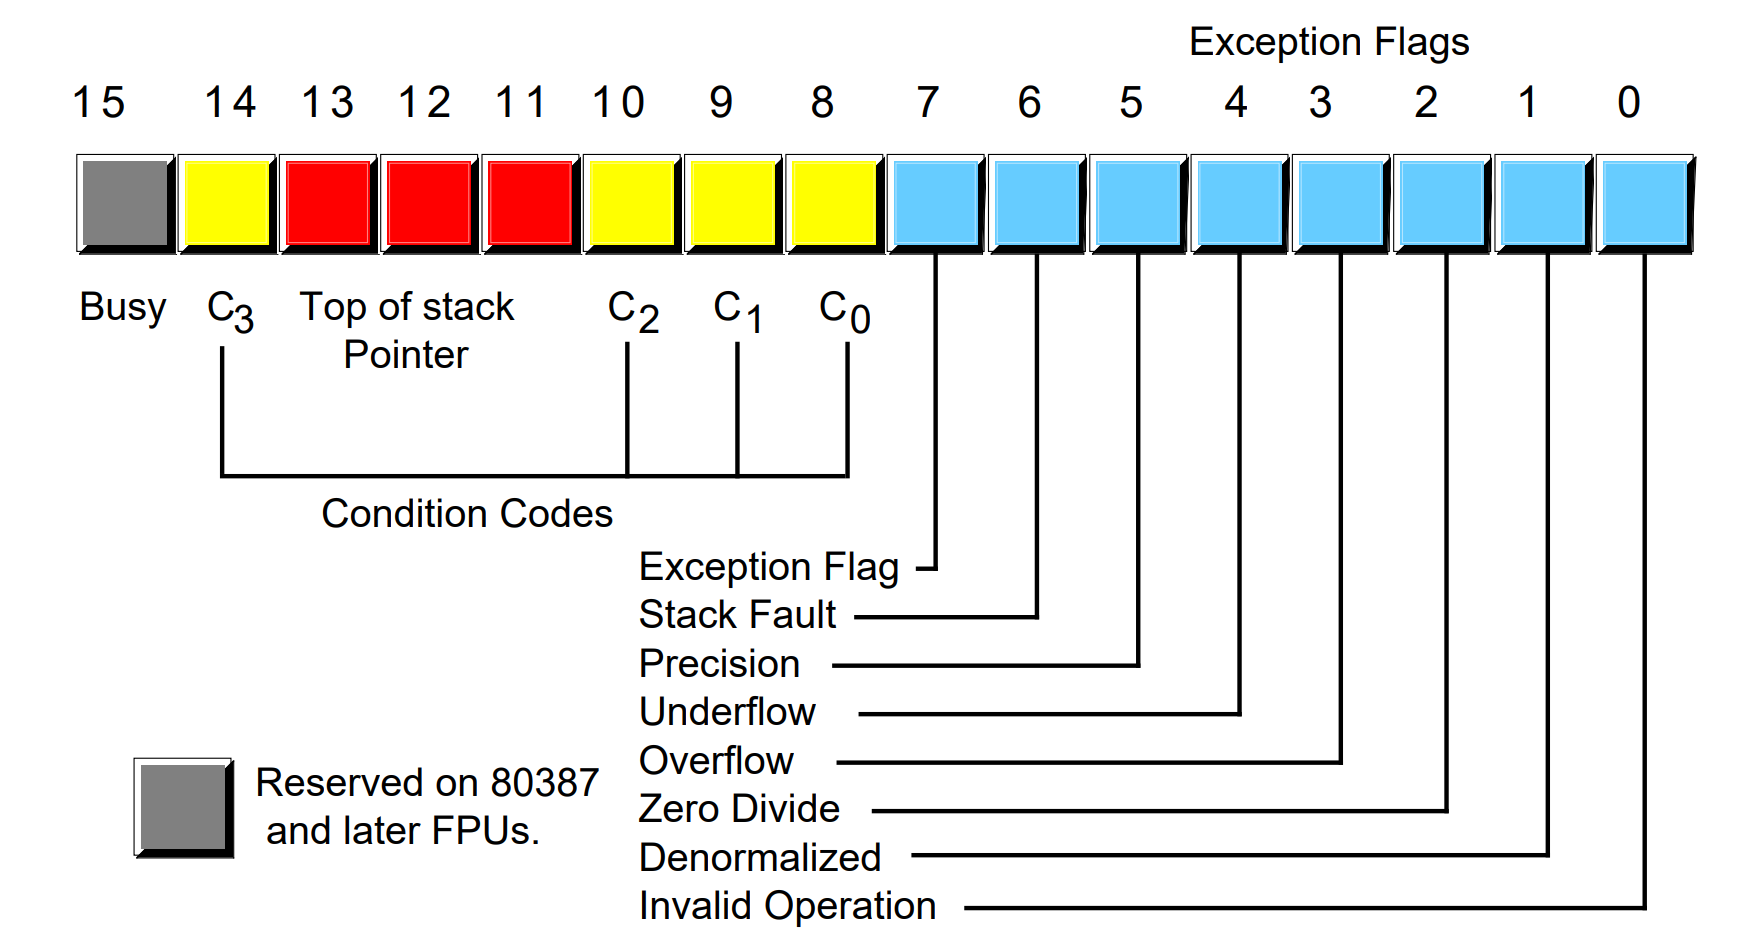 Exception Flags
15 14 13 12 11 10 9 8 7 6 5 4 3 2 1 0
Busy C3 Top of stack C2 C1 C0
Pointer
Condition Codes
Exception Flag
Stack Fault
Precision
Underflow
Overflow
Zero Divide
Denormalized
Invalid Operation
Reserved on 80387
and later FPUs.